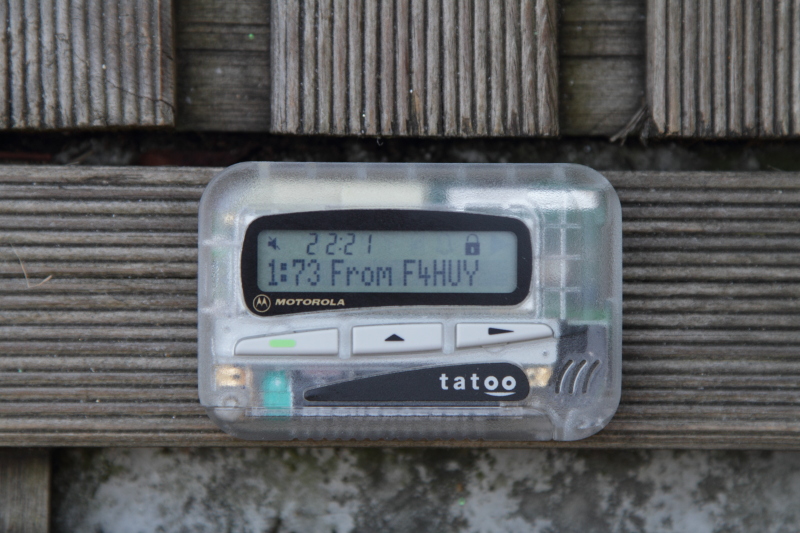 22:21
1:73 From F4HUY
MOTOROLA
tatoo